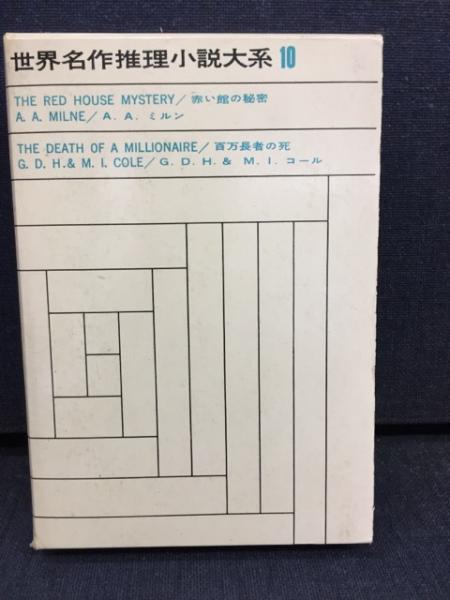 世界名作推理小説大系10
THE RED HOUSE MYSTERY/赤い館の秘密
A. A. MILNE/A. A. ミルン
THE DEATH OF A MILLIONAIRE/百万長者の死
G. D. H. & M. I. COLE/G. D. H. & M. I. コール